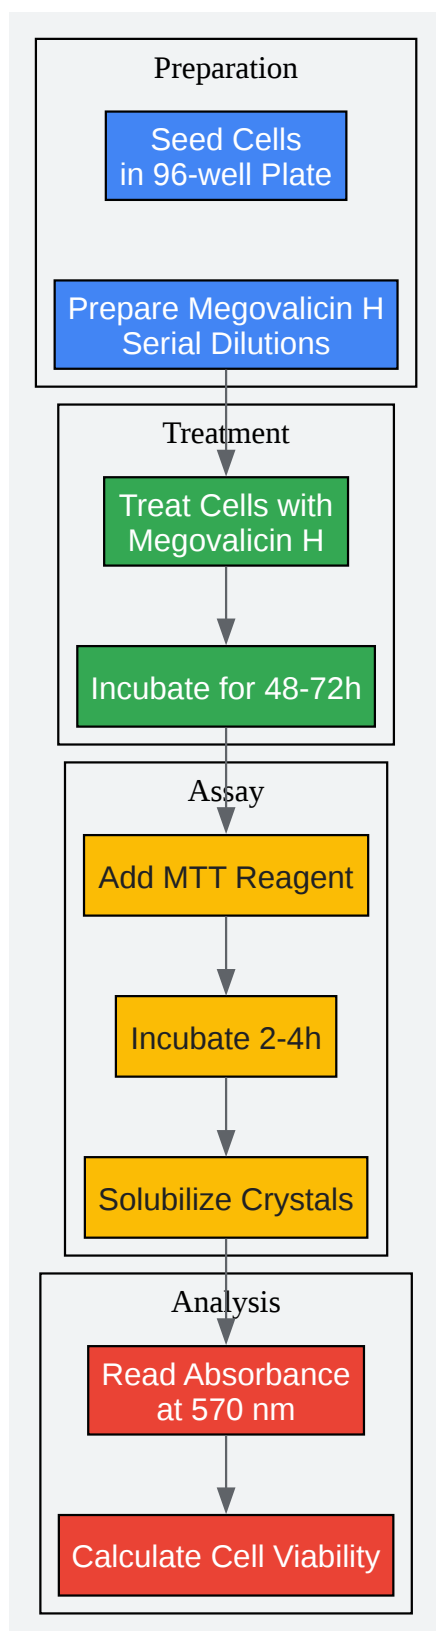 Preparation
Seed Cells
in 96-well Plate
Prepare Megovalicin H
Serial Dilutions
Treatment
Treat Cells with
Megovalicin H
Incubate for 48-72h
Assay
Add MTT Reagent
Incubate 2-4h
Solubilize Crystals
Analysis
Read Absorbance
at 570 nm
Calculate Cell Viability